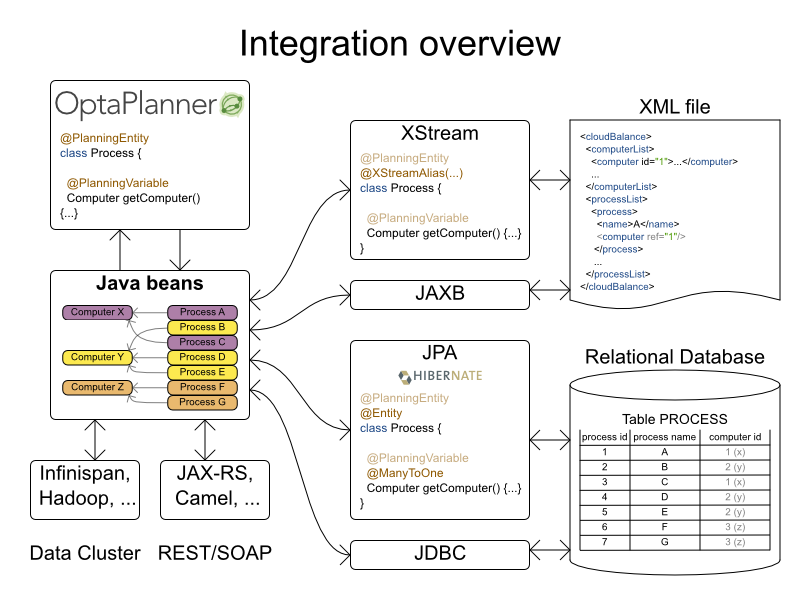 Integration overview
OptaPlanner
@PlanningEntity
class Process {
@PlanningVariable
Computer getComputer()
{...}
Java beans
Computer X
Computer Y
Computer Z
Process A
Process B
Process C
Process D
Process E
Process F
Process G
Infinispan,
Hadoop, ...
Data Cluster
JAX-RS,
Camel, ...
REST/SOAP
XStream
@PlanningEntity
@XStreamAlias(...)
class Process {
@PlanningVariable
Computer getComputer() {...}
}
JAXB
JPA
HIBERNATE
@PlanningEntity
@Entity
class Process {
@PlanningVariable
@ManyToOne
Computer getComputer() {...}
}
JDBC
XML file
<cloudBalance>
<computerList>
<computer id="1">...</computer>
...
</computerList>
<processList>
<process>
<name>A</name>
<computer ref="1"/>
</process>
...
</processList>
</cloudBalance>
Relational Database
Table PROCESS
process id process name computer id
1 A 1 (x)
2 B 2 (y)
3 C 1 (x)
4 D 2 (y)
5 E 2 (y)
6 F 3 (z)
7 G 3 (z)